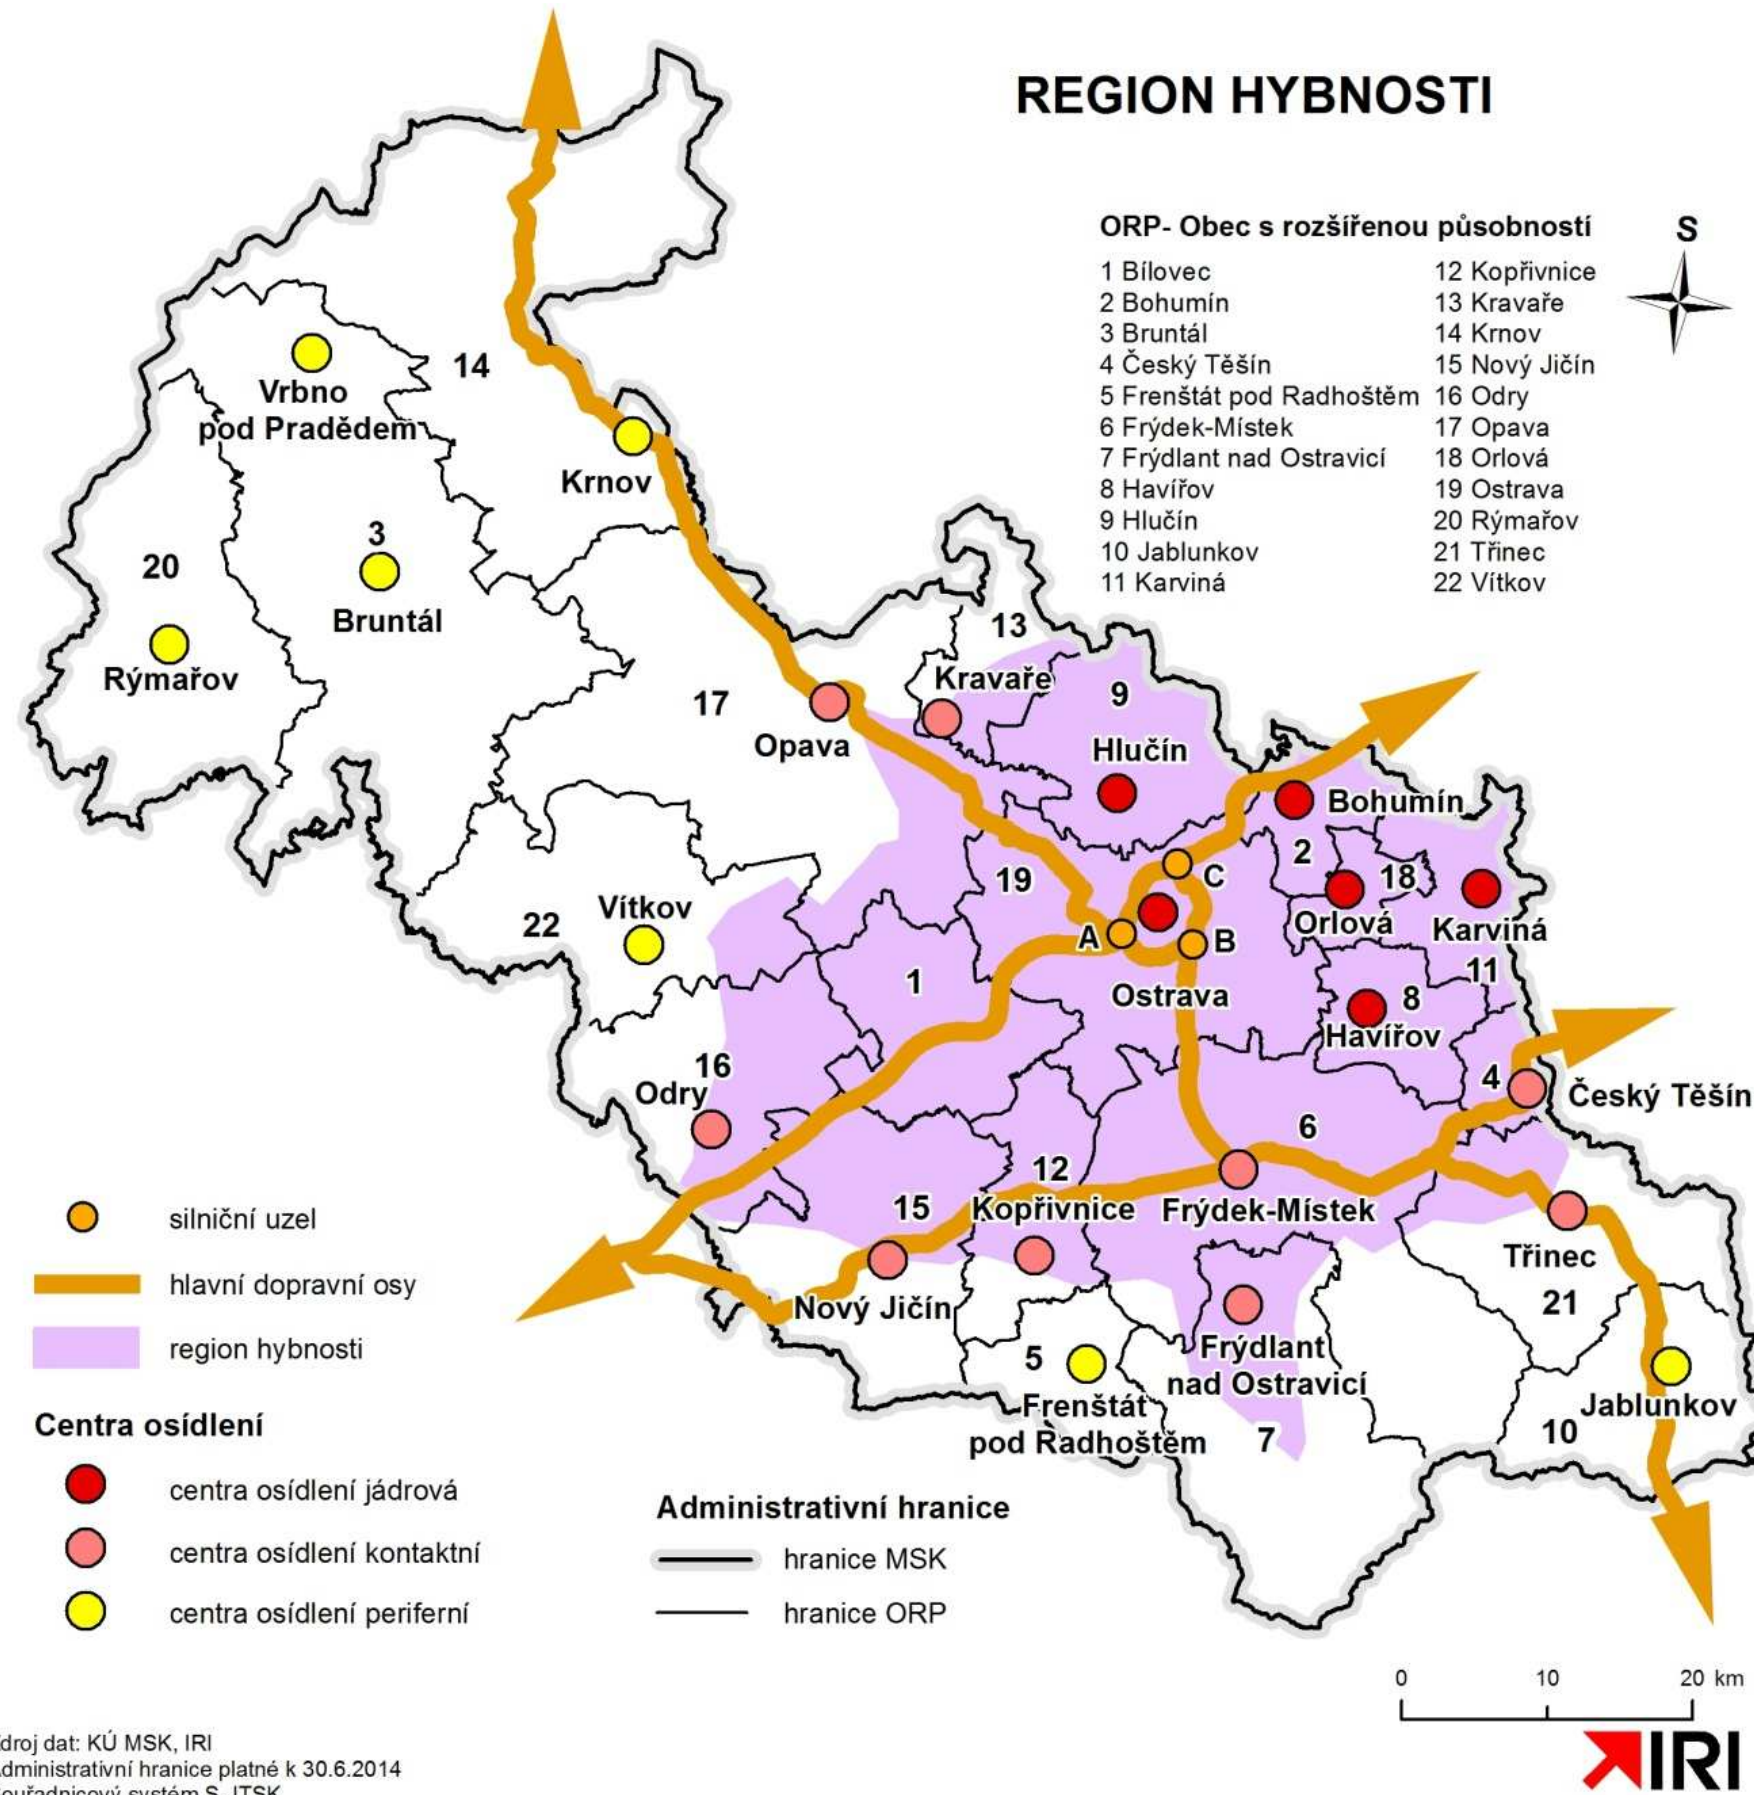 REGION HYBNOSTI
ORP- Obec s rozšířenou působností
S
1 Bílovec
2 Bohumín
3 Bruntál
4 Český Těšín
5 Frenštát pod Radhoštěm
6 Frýdek-Místek
7 Frýdlant nad Ostravicí
8 Havířov
9 Hlučín
10 Jablunkov
11 Karviná
12 Kopřivnice
13 Kravaře
14 Krnov
15 Nový Jičín
16 Odry
17 Opava
18 Orlová
19 Ostrava
20 Rýmařov
21 Třinec
22 Vítkov
14
Vrbno
pod Pradědem
Krnov
3
20
Bruntál
Rýmařov
13
Kravaře
17
9
Opava
Hlučín
Bohumín
2
19
C
18
Vítkov
22
Orlová
Karviná
A
B
1
11
Ostrava
8
Havířov
16
4
Odry
Český Těšín
6
12
15
Kopřivnice
Frýdek-Místek
Třinec
Nový Jičín
21
5
Frýdlant
nad Ostravicí
Frenštát
pod Radhoštěm
7
Jablunkov
10
silniční uzel
hlavní dopravní osy
region hybnosti
Centra osídlení
centra osídlení jádrová
centra osídlení kontaktní
centra osídlení periferní
Administrativní hranice
hranice MSK
hranice ORP
0 10 20 km
droj dat: KÚ MSK, IRI
dministrativní hranice platné k 30.6.2014
IRI